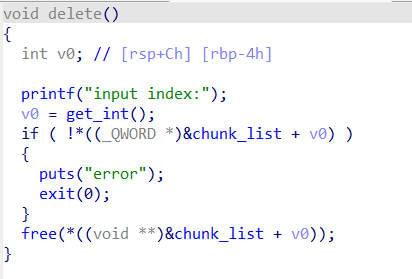 void delete()
{
int v0; // [rsp+Ch] [rbp-4h]
printf("input index:");
v0 = get_int();
if ( !*((_QWORD *)&chunk_list + v0) )
{
puts("error");
exit(0);
}
free(*((void **)&chunk_list + v0));
}